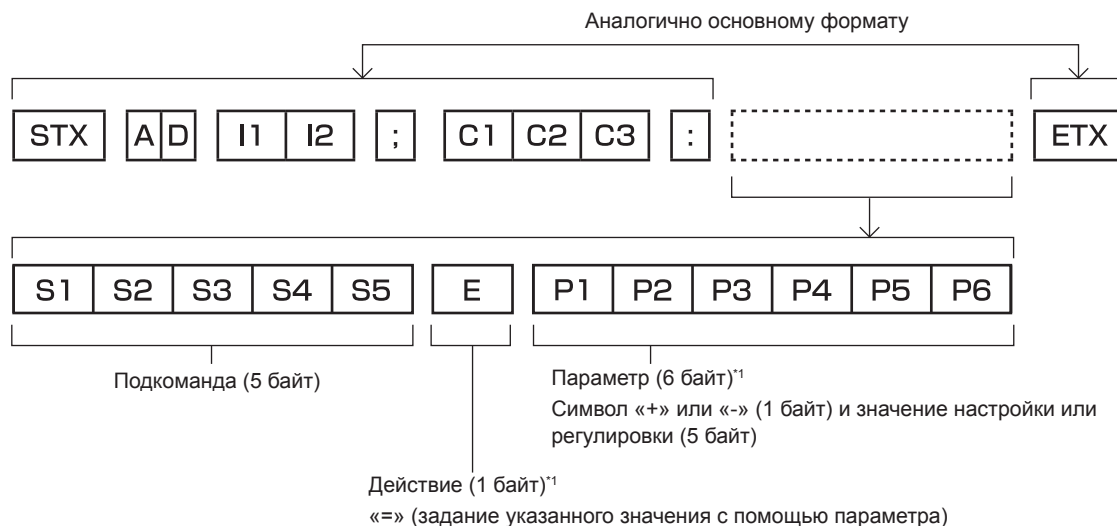 Аналогично основному формату
STX A D I1 I2 ; C1 C2 C3 : ETX
S1 S2 S3 S4 S5 E P1 P2 P3 P4 P5 P6
Подкоманда (5 байт)
Параметр (6 байт)*1
Символ «+» или «-» (1 байт) и значение настройки или
регулировки (5 байт)
Действие (1 байт)*1
«=» (задание указанного значения с помощью параметра)